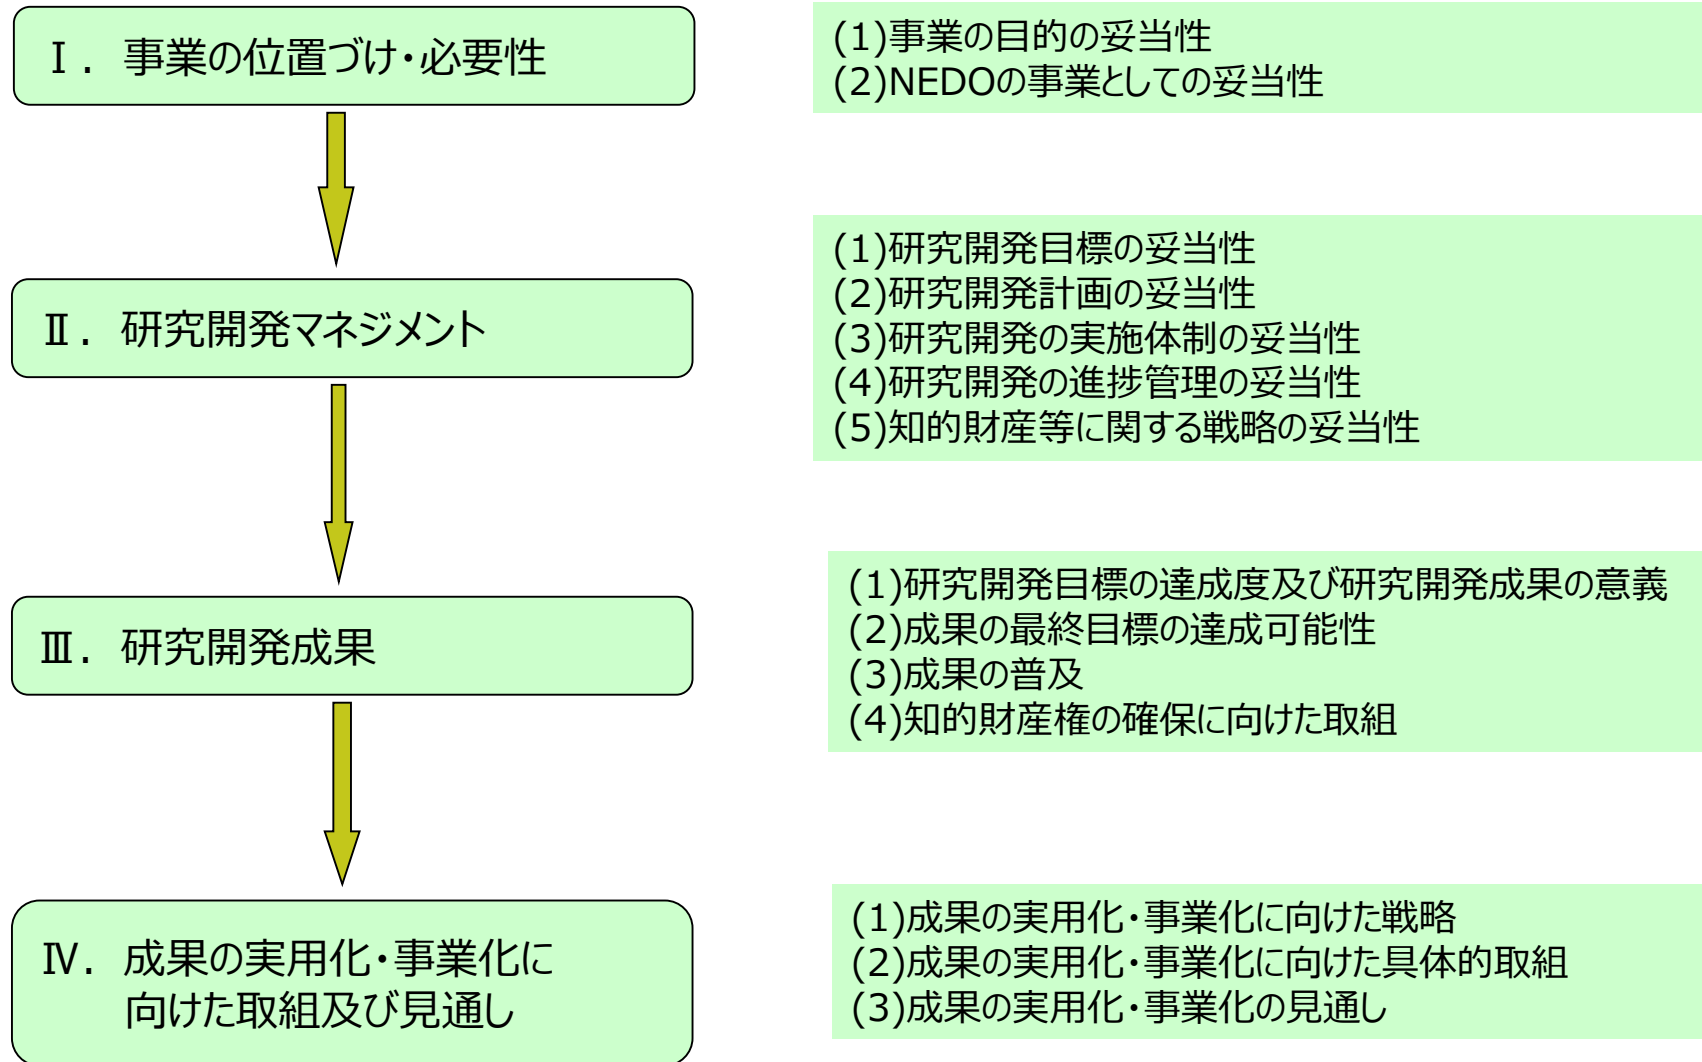 Ⅰ. 事業の位置づけ・必要性
(1)事業の目的の妥当性
(2)NEDOの事業としての妥当性
Ⅱ. 研究開発マネジメント
(1)研究開発目標の妥当性
(2)研究開発計画の妥当性
(3)研究開発の実施体制の妥当性
(4)研究開発の進捗管理の妥当性
(5)知的財産等に関する戦略の妥当性
Ⅲ. 研究開発成果
(1)研究開発目標の達成度及び研究開発成果の意義
(2)成果の最終目標の達成可能性
(3)成果の普及
(4)知的財産権の確保に向けた取組
Ⅳ. 成果の実用化・事業化に
向けた取組及び見通し
(1)成果の実用化・事業化に向けた戦略
(2)成果の実用化・事業化に向けた具体的取組
(3)成果の実用化・事業化の見通し